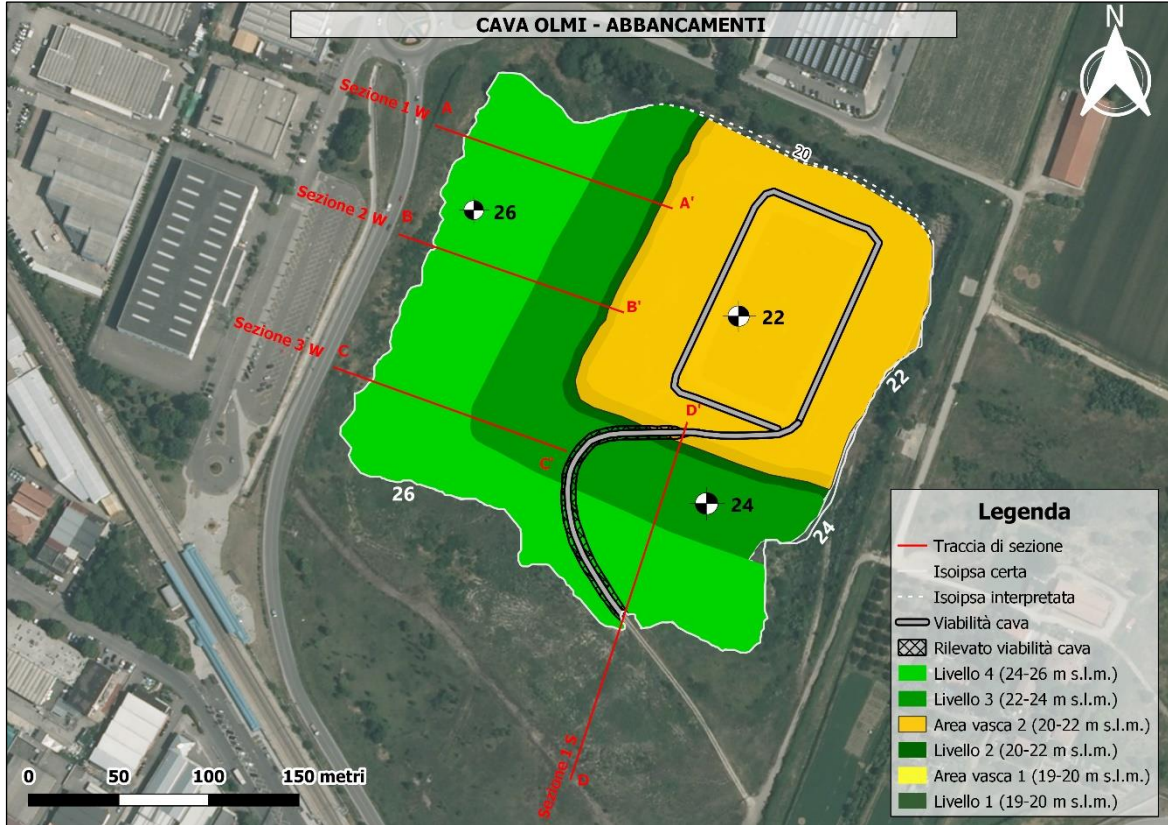 CAVA OLMI - ABBANCAMENTI
N
Sezione 1 W
A
A'
Sezione 2 W
B
B'
Sezione 3 W
C
C'
Sezione 1 S
D
D'
20
26
22
22
24
24
26
Legenda
Traccia di sezione
Isoipsa certa
Isoipsa interpretata
Viabilità cava
Rilevato viabilità cava
Livello 4 (24-26 m s.l.m.)
Livello 3 (22-24 m s.l.m.)
Area vasca 2 (20-22 m s.l.m.)
Livello 2 (20-22 m s.l.m.)
Area vasca 1 (19-20 m s.l.m.)
Livello 1 (19-20 m s.l.m.)
0 50 100 150 metri